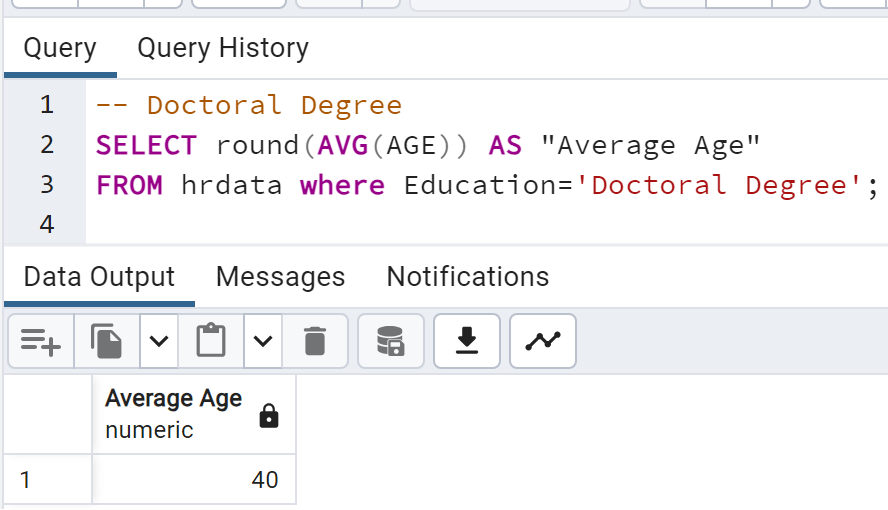 Query Query History
1 -- Doctoral Degree
2 SELECT round(AVG(AGE)) AS "Average Age"
3 FROM hrdata where Education='Doctoral Degree';
4
Data Output Messages Notifications
Average Age
numeric
1 40